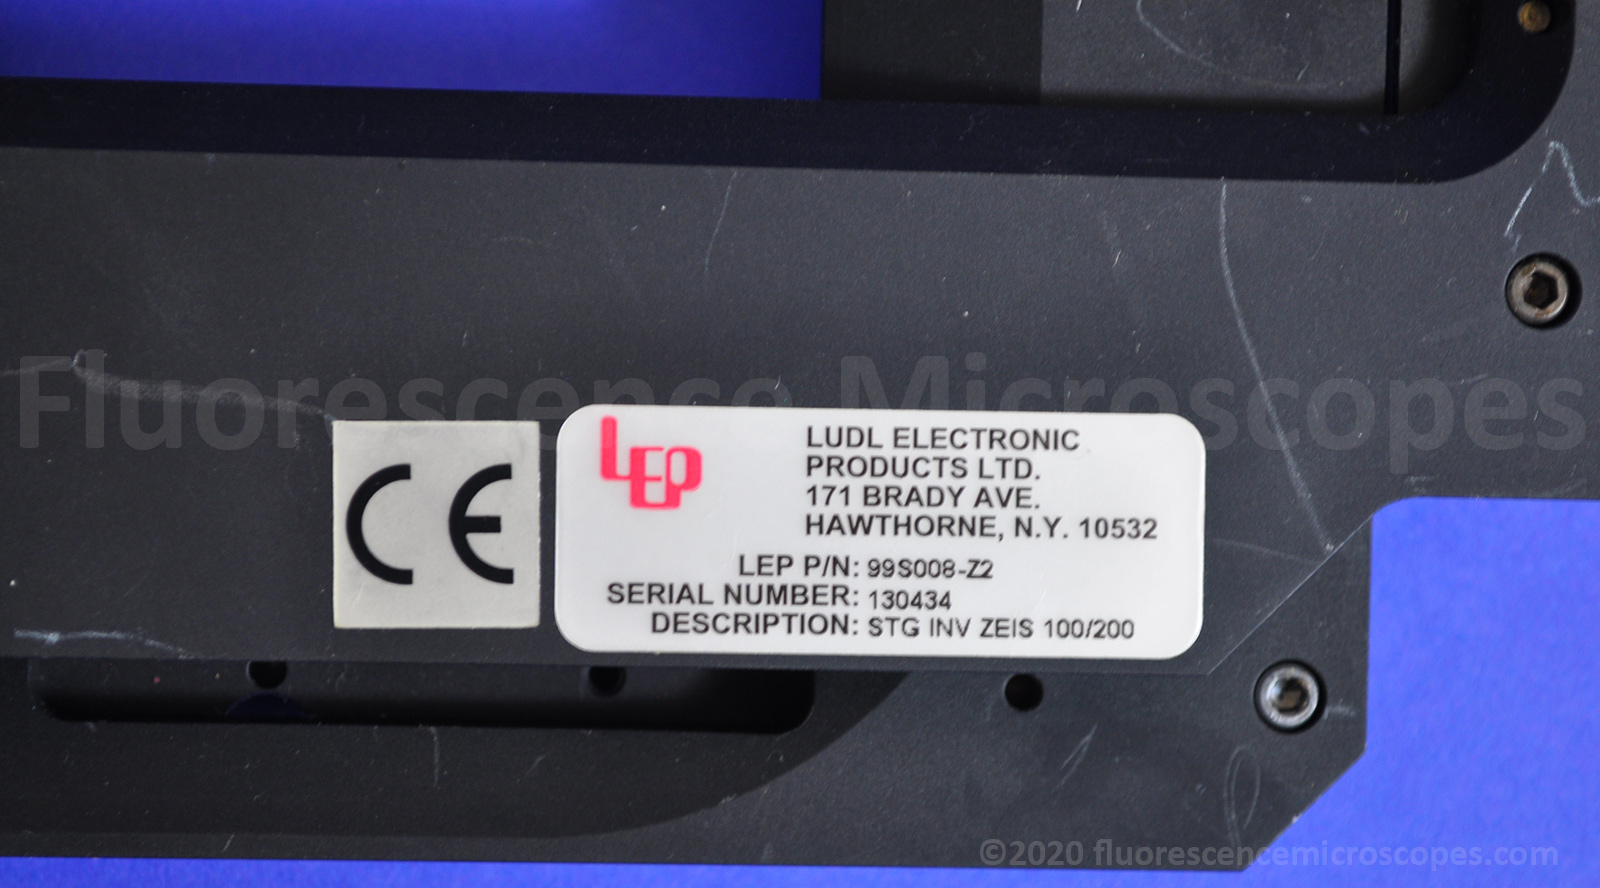 Fluorescence Microscopes
CE
LEP
LUDL ELECTRONIC
PRODUCTS LTD.
171 BRADY AVE.
HAWTHORNE, N.Y. 10532
LEP P/N: 99S008-Z2
SERIAL NUMBER: 130434
DESCRIPTION: STG INV ZEIS 100/200
©2020 fluorescencemicroscopes.com